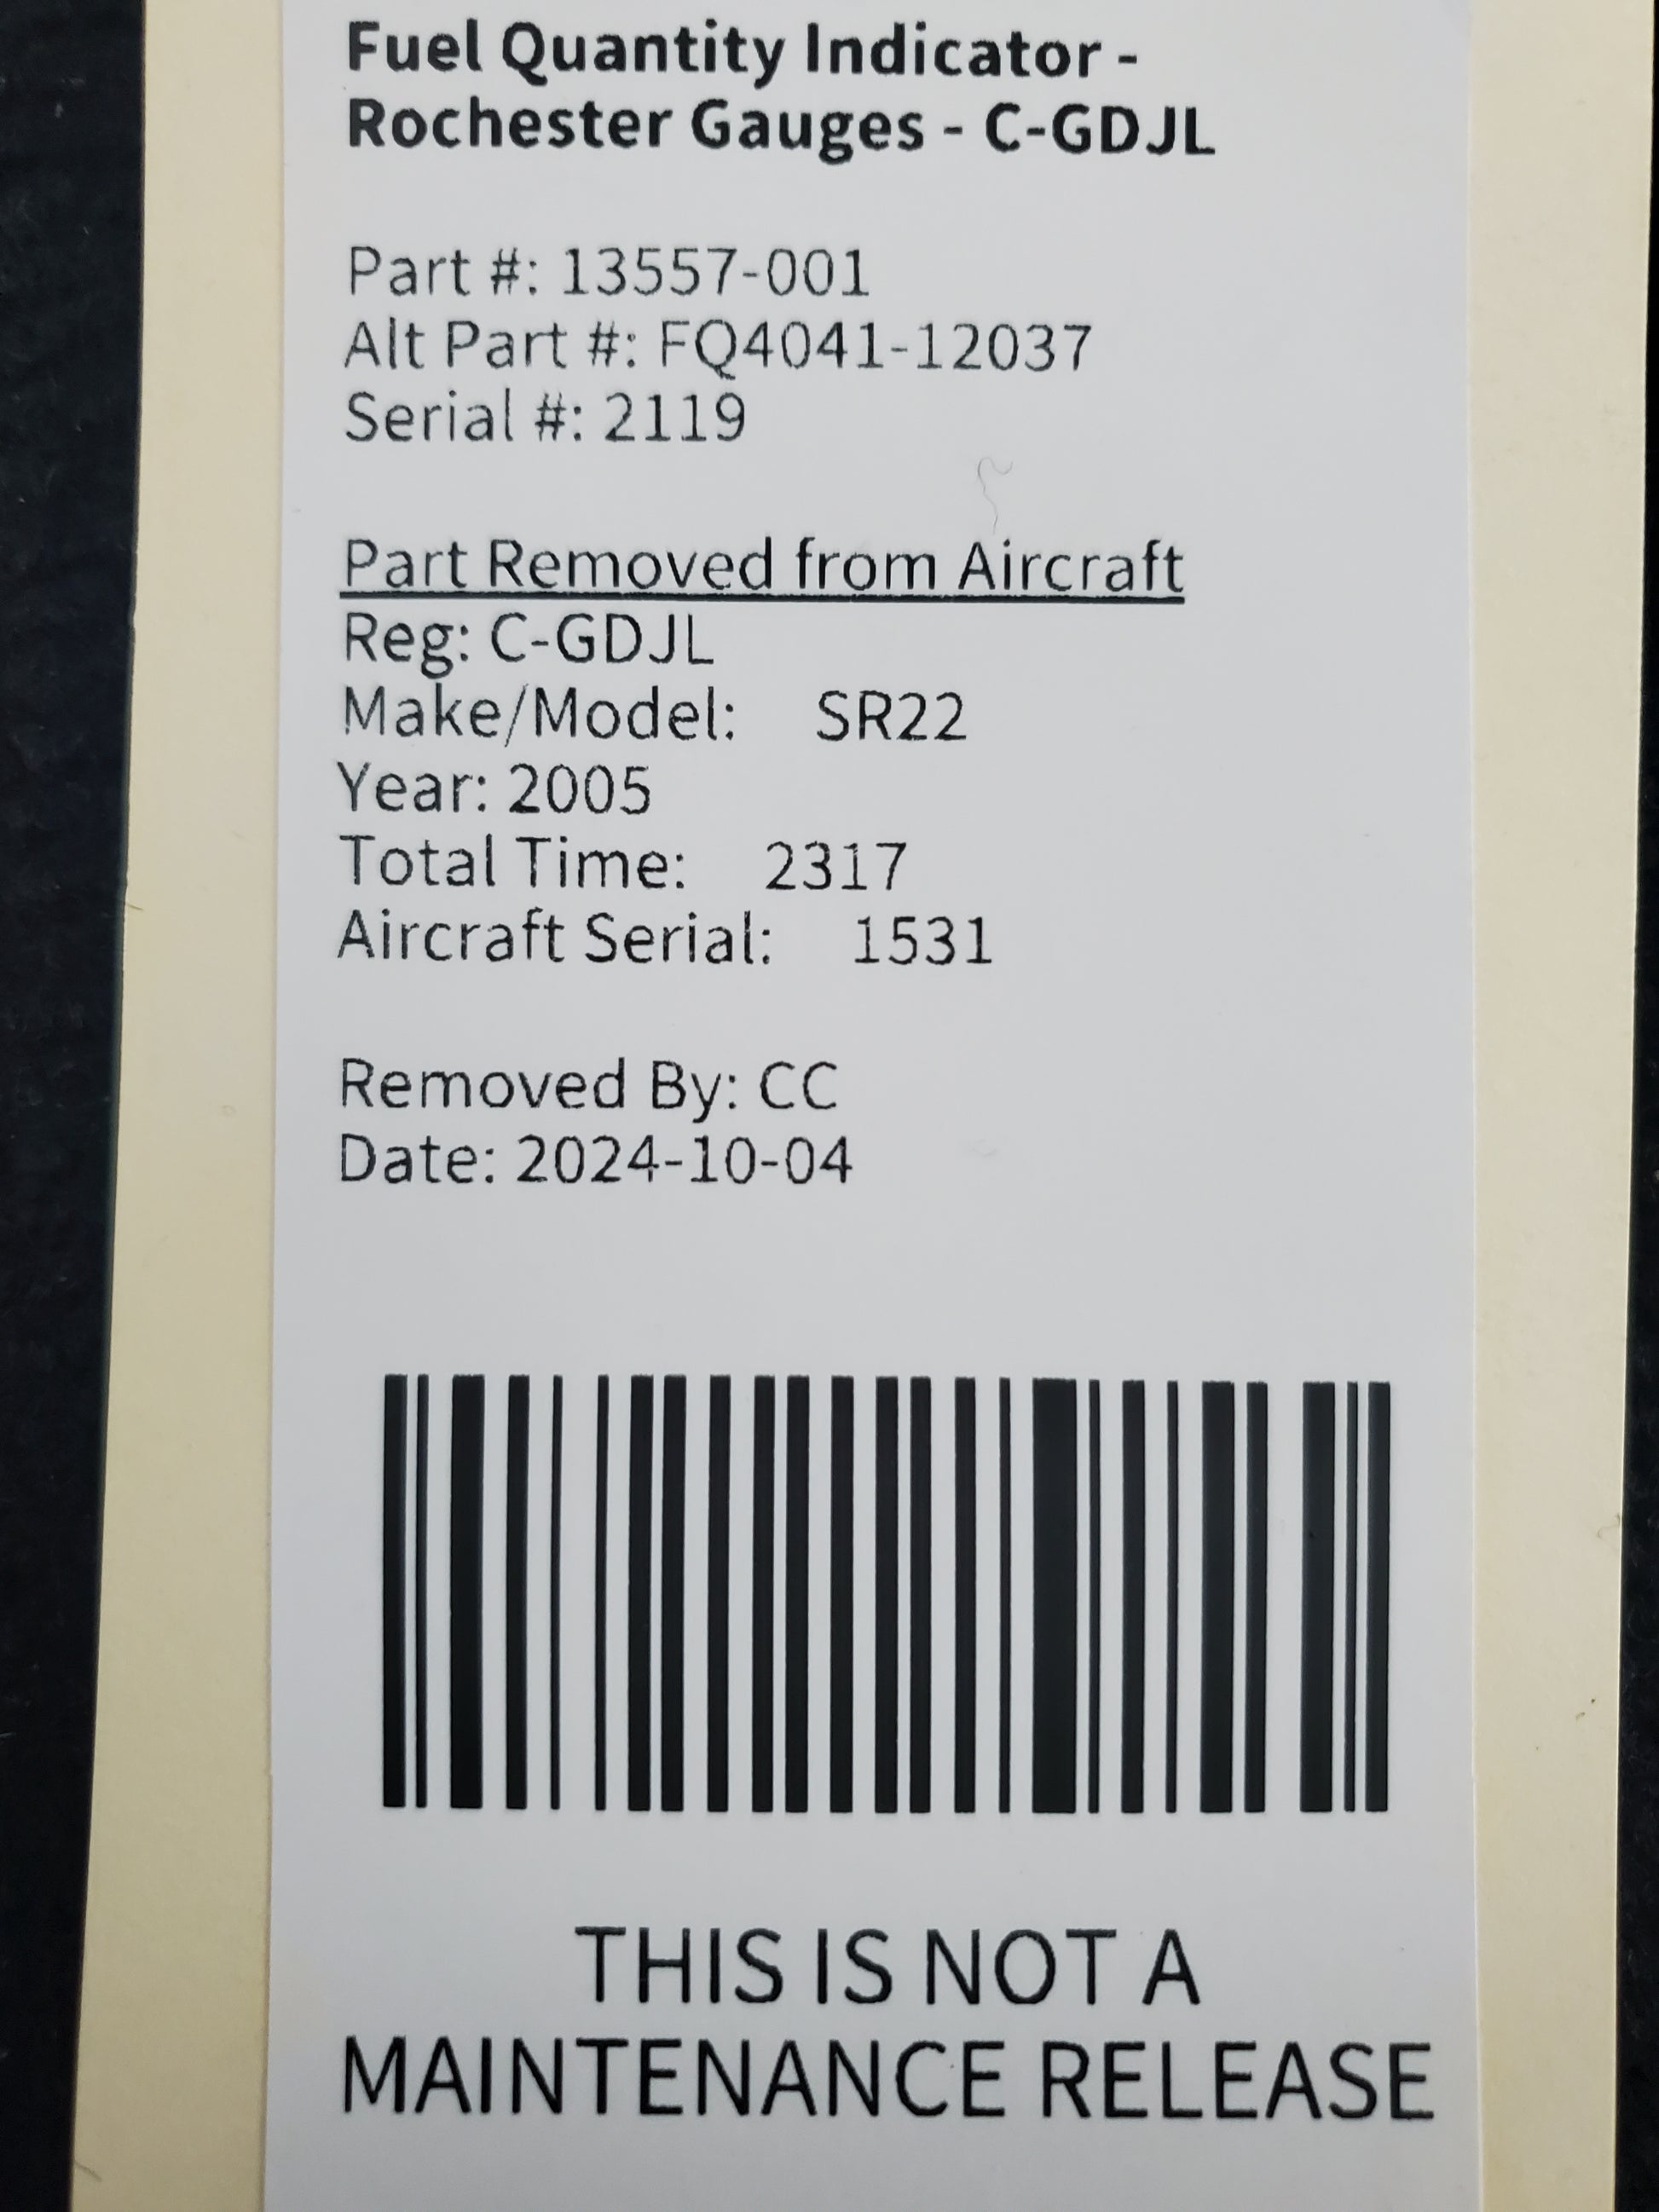 Fuel Quantity Indicator -
Rochester Gauges - C-GDJL
Part #: 13557-001
Alt Part #: FQ4041-12037
Serial #: 2119
Part Removed from Aircraft
Reg: C-GDJL
Make/Model: SR22
Year: 2005
Total Time: 2317
Aircraft Serial: 1531
Removed By: CC
Date: 2024-10-04
THIS IS NOT A
MAINTENANCE RELEASE